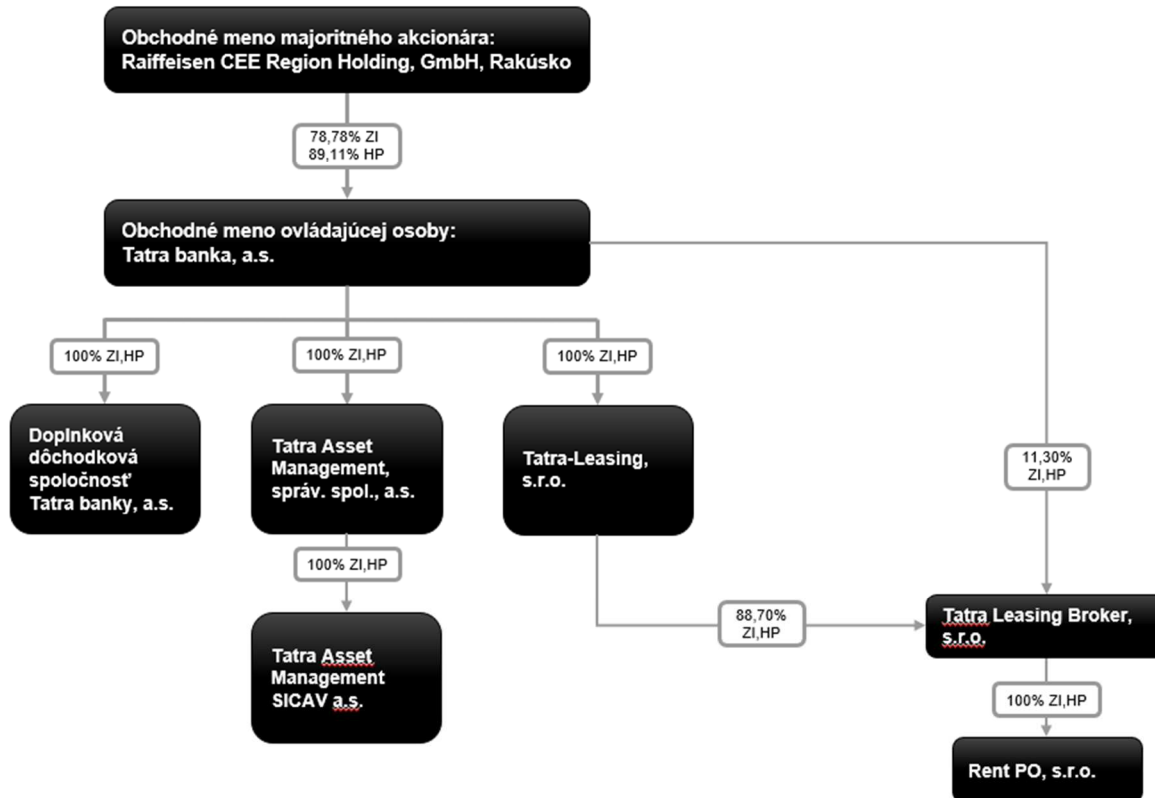 Obchodné meno majoritného akcionára:
Raiffeisen CEE Region Holding, GmbH, Rakúsko
78,78% ZI
89,11% HP
Obchodné meno ovládajúcej osoby:
Tatra banka, a.s.
100% ZI,HP
100% ZI,HP
100% ZI,HP
Doplnková
dôchodková
spoločnosť
Tatra banky, a.s.
Tatra Asset
Management,
správ. spol., a.s.
Tatra-Leasing,
s.r.o.
11,30%
ZI,HP
100% ZI,HP
88,70%
ZI,HP
Tatra Leasing Broker,
s.r.o.
Tatra Asset
Management
SICAV a.s.
100% ZI,HP
Rent PO, s.r.o.